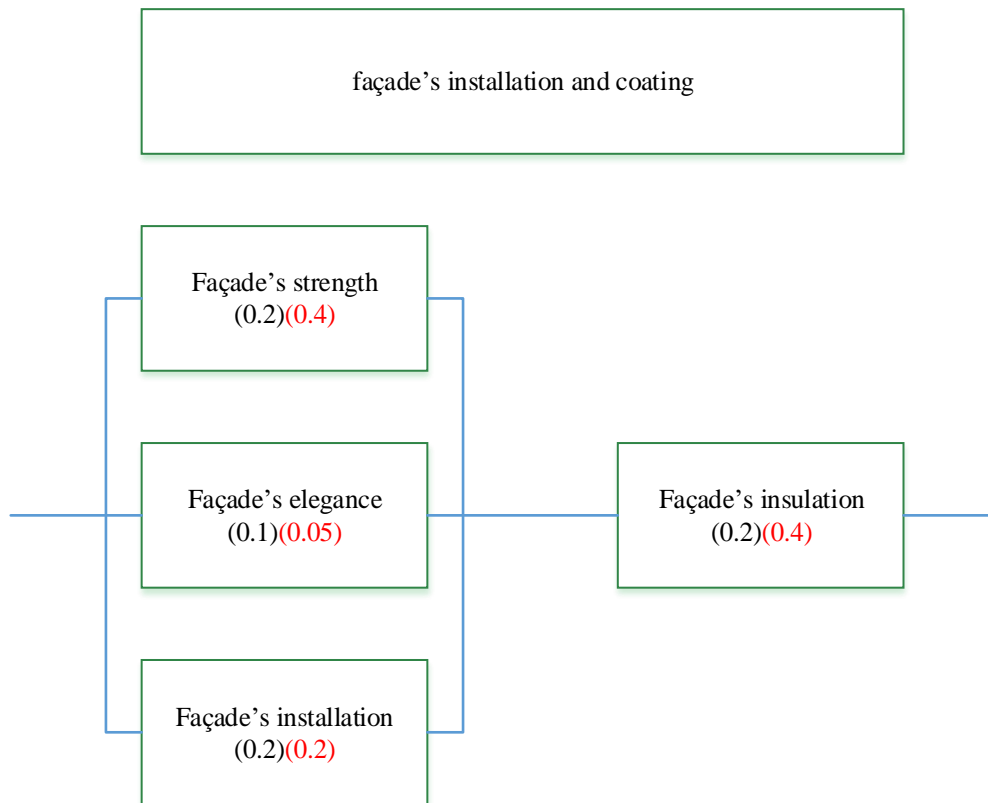 façade’s installation and coating
Façade’s strength
(0.2)(0.4)
Façade’s elegance
(0.1)(0.05)
Façade’s insulation
(0.2)(0.4)
Façade’s installation
(0.2)(0.2)